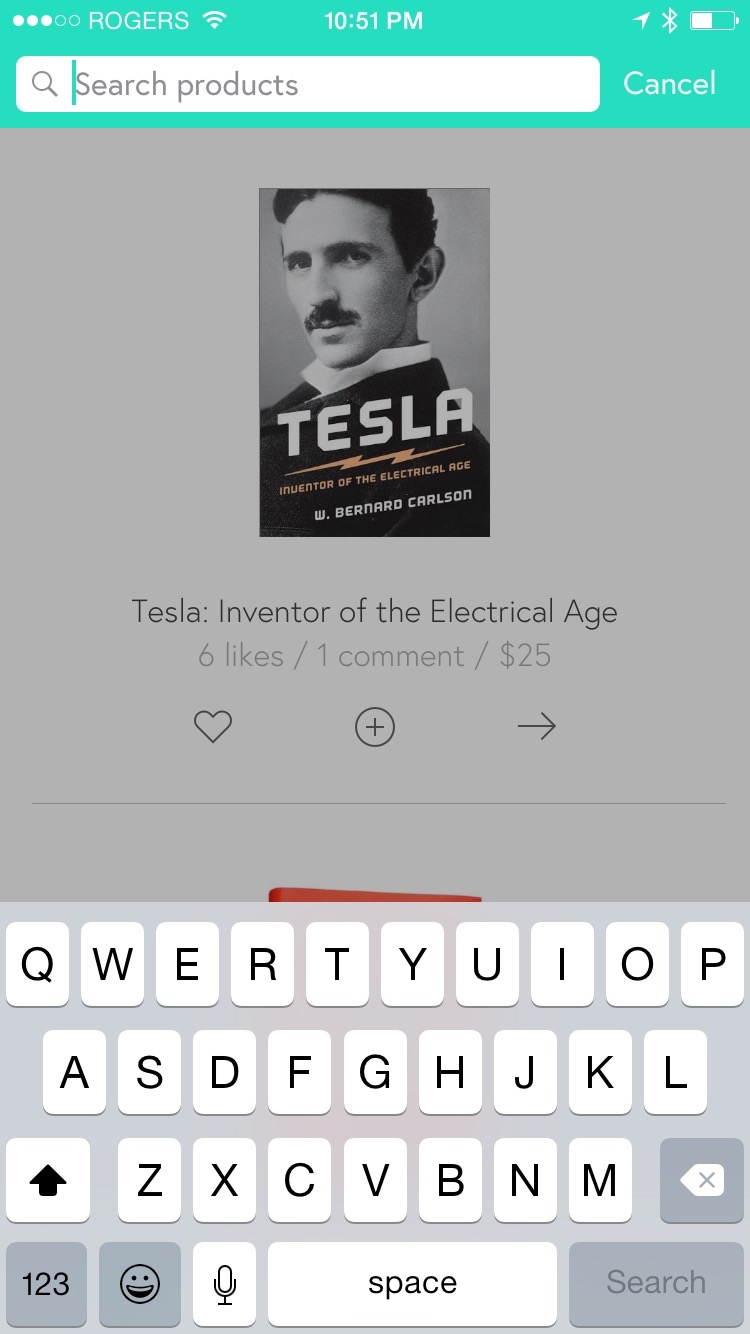 ROGERS 10:51 PM
Search products Cancel
TESLA
INVENTOR OF THE ELECTRICAL AGE
W. BERNARD CARLSON
Tesla: Inventor of the Electrical Age
6 likes / 1 comment / $25
Q W E R T Y U I O P
A S D F G H J K L
Z X C V B N M
123 space Search